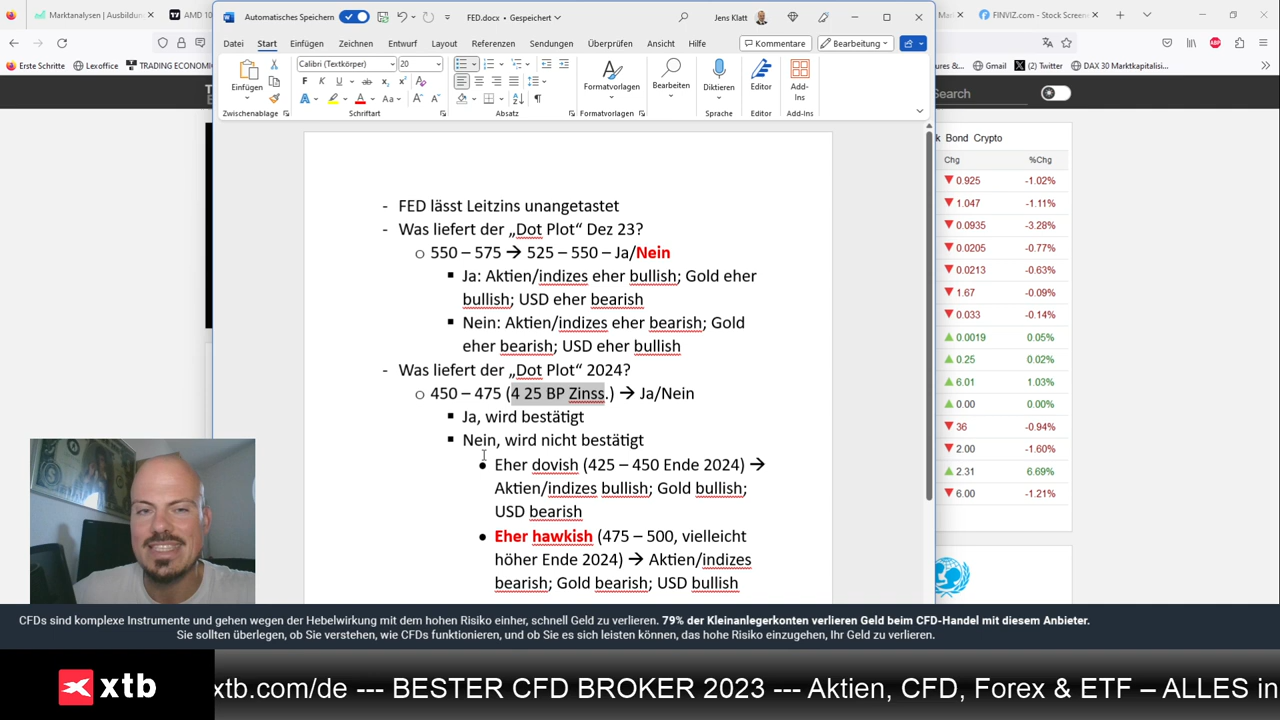 Marktanalysen | Ausbildun
AMD 10
Automatisches Speichern
FED.docx • Gespeichert
Jens Klatt
Mar
FINVIZ.com - Stock Screene
Datei Start Einfügen Zeichnen Entwurf Layout Referenzen Sendungen Überprüfen Ansicht Hilfe Kommentare Bearbeitung
Erste Schritte Lexoffice TRADING ECONOM
ures &... Gmail (2) Twitter DAX 30 Marktkapitalisi...
Calibri (Textkörper) 20
Einfügen
F K U ab x₂ x²
Formatvorlagen Bearbeiten Diktieren Editor Add-Ins
Zwischenablage Schriftart Absatz Formatvorlagen Sprache Editor Add-Ins
Search
k Bond Crypto
Chg %Chg
0.925 -1.02%
1.047 -1.11%
0.0935 -3.28%
0.0205 -0.77%
0.0213 -0.63%
1.67 -0.09%
0.033 -0.14%
0.0019 0.05%
0.25 0.02%
6.01 1.03%
0.00 0.00%
36 -0.94%
2.00 -1.60%
2.31 6.69%
6.00 -1.21%
- FED lässt Leitzins unangetastet
- Was liefert der „Dot Plot“ Dez 23?
o 550 – 575 → 525 – 550 – Ja/Nein
▪ Ja: Aktien/indizes eher bullish; Gold eher
bullish; USD eher bearish
▪ Nein: Aktien/indizes eher bearish; Gold
eher bearish; USD eher bullish
- Was liefert der „Dot Plot“ 2024?
o 450 – 475 (4 25 BP Zinss.) → Ja/Nein
▪ Ja, wird bestätigt
▪ Nein, wird nicht bestätigt
• Eher dovish (425 – 450 Ende 2024) →
Aktien/indizes bullish; Gold bullish;
USD bearish
• Eher hawkish (475 – 500, vielleicht
höher Ende 2024) → Aktien/indizes
bearish; Gold bearish; USD bullish
CFDs sind komplexe Instrumente und gehen wegen der Hebelwirkung mit dem hohen Risiko einher, schnell Geld zu verlieren. 79% der Kleinanlegerkonten verlieren Geld beim CFD-Handel mit diesem Anbieter.
Sie sollten überlegen, ob Sie verstehen, wie CFDs funktionieren, und ob Sie es sich leisten können, das hohe Risiko einzugehen, Ihr Geld zu verlieren.
xtb
xtb.com/de --- BESTER CFD BROKER 2023 --- Aktien, CFD, Forex & ETF – ALLES in